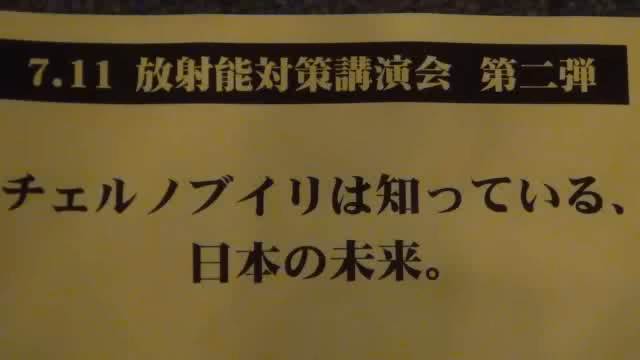 7.11 放射能対策講演会 第二弾
チェルノブイリは知っている、
日本の未来。